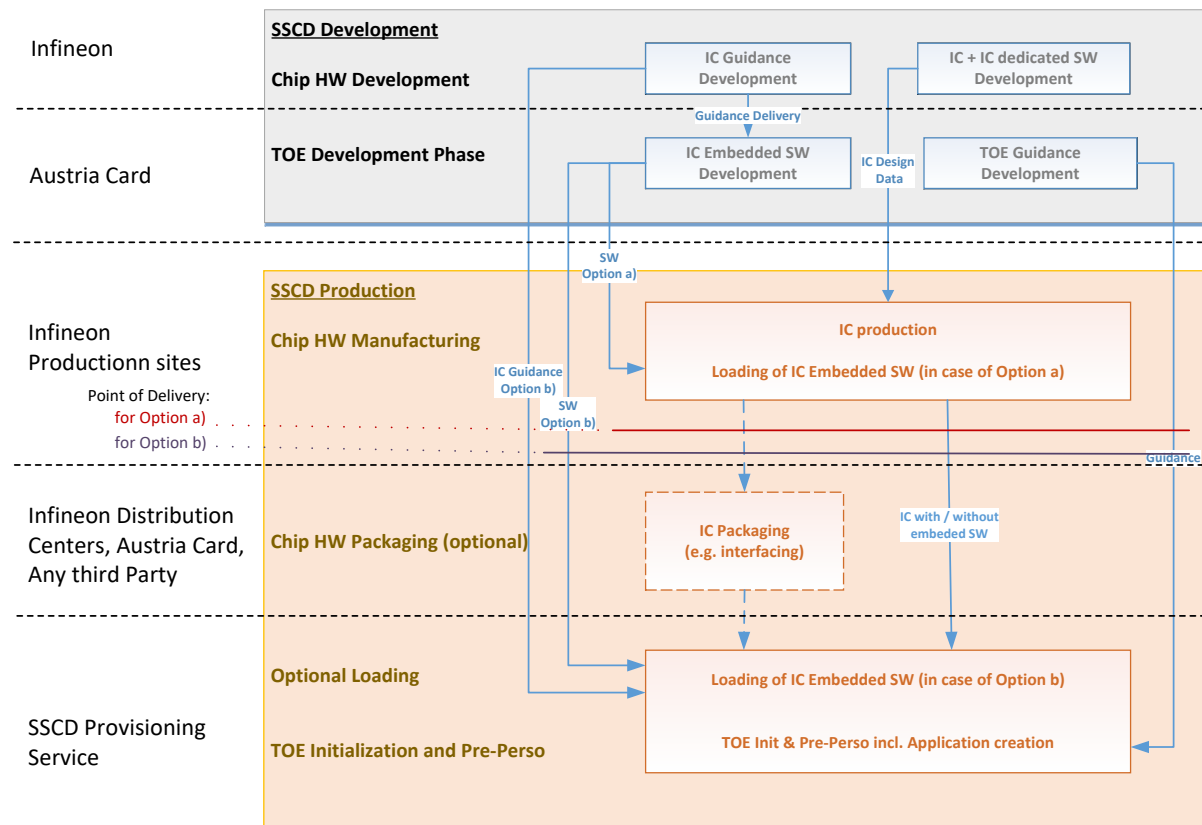 SSCD Development
Infineon
Chip HW Development
IC Guidance
Development
IC + IC dedicated SW
Development
Guidance Delivery
Austria Card
TOE Development Phase
IC Embedded SW
Development
IC Design
Data
TOE Guidance
Development
SW
Option a)
SSCD Production
Infineon
Productionn sites
Chip HW Manufacturing
IC production
Loading of IC Embedded SW (in case of Option a)
IC Guidance
Option b)
SW
Option b)
Point of Delivery:
for Option a)
for Option b)
Guidance
Infineon Distribution
Centers, Austria Card,
Any third Party
Chip HW Packaging (optional)
IC Packaging
(e.g. interfacing)
IC with / without
embeded SW
SSCD Provisioning
Service
Optional Loading
Loading of IC Embedded SW (in case of Option b)
TOE Initialization and Pre-Perso
TOE Init & Pre-Perso incl. Application creation